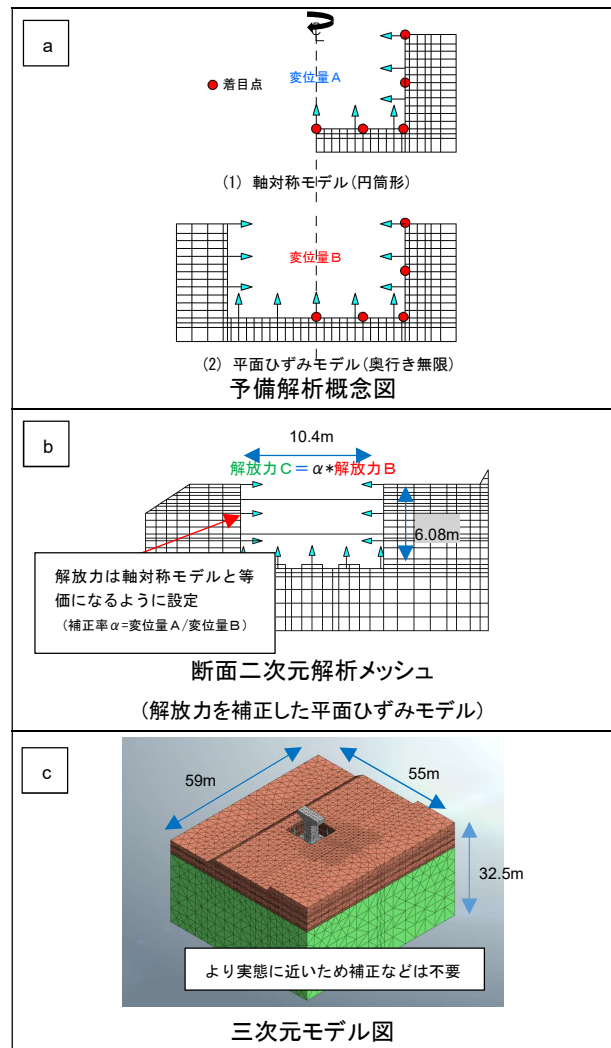 a
℄
変位量A
着目点
(1) 軸対称モデル(円筒形)
変位量B
(2) 平面ひずみモデル(奥行き無限)
予備解析概念図
b
10.4m
解放力C=α*解放力B
6.08m
解放力は軸対称モデルと等
価になるように設定
(補正率α=変位量A/変位量B)
断面二次元解析メッシュ
(解放力を補正した平面ひずみモデル)
c
59m
55m
32.5m
より実態に近いため補正などは不要
三次元モデル図